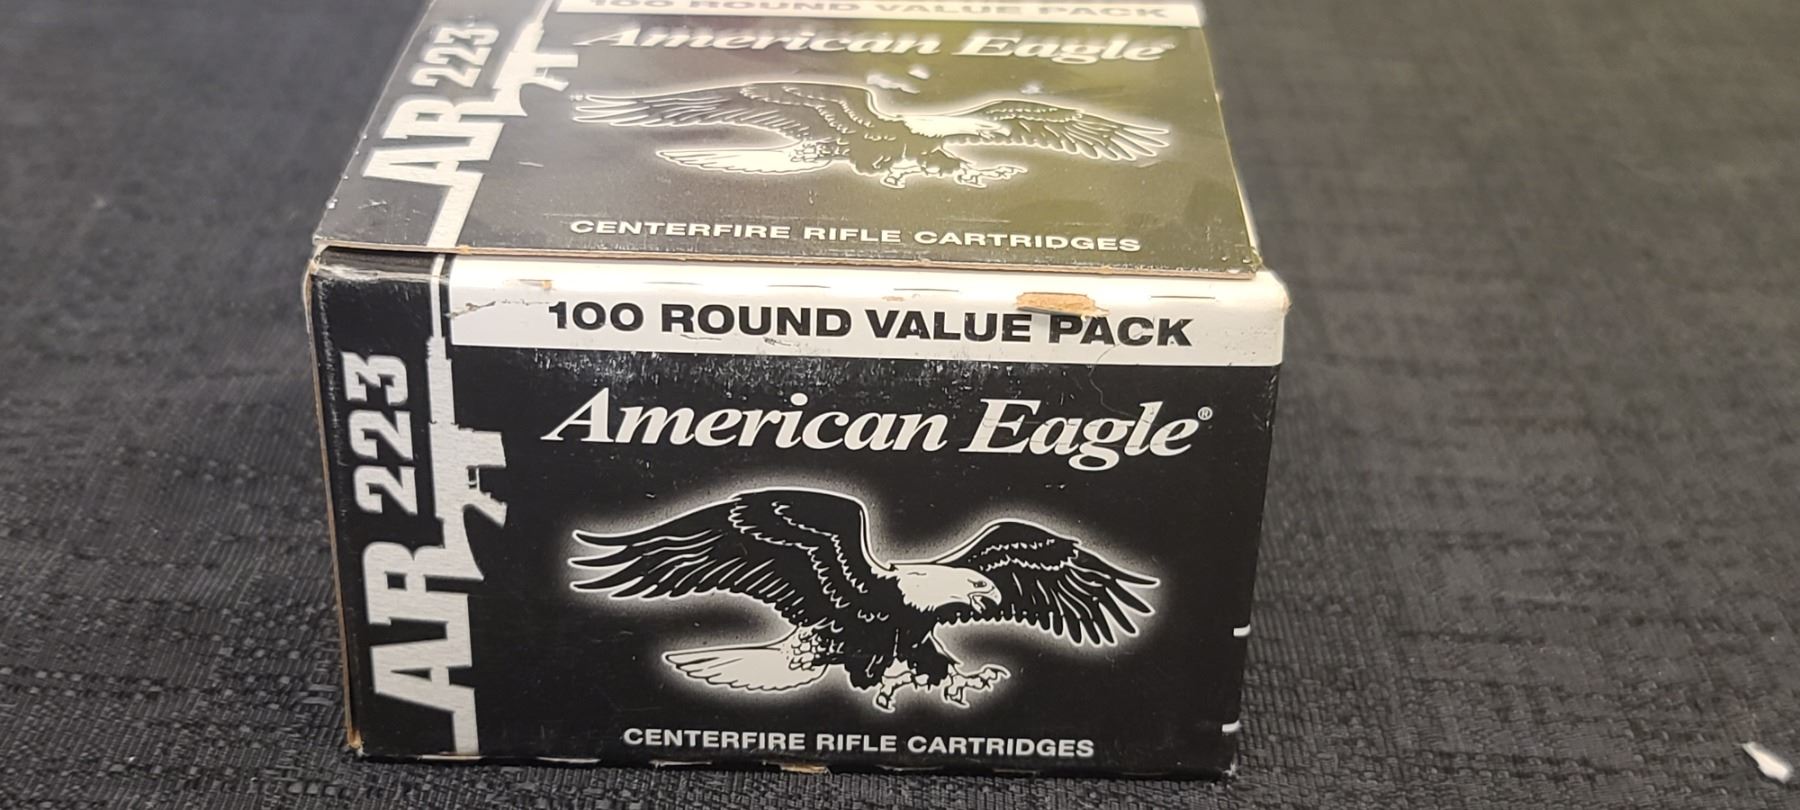 100 ROUND VALUE PACK
American Eagle®
AR 223
CENTERFIRE RIFLE CARTRIDGES
100 ROUND VALUE PACK
American Eagle®
AR 223
CENTERFIRE RIFLE CARTRIDGES